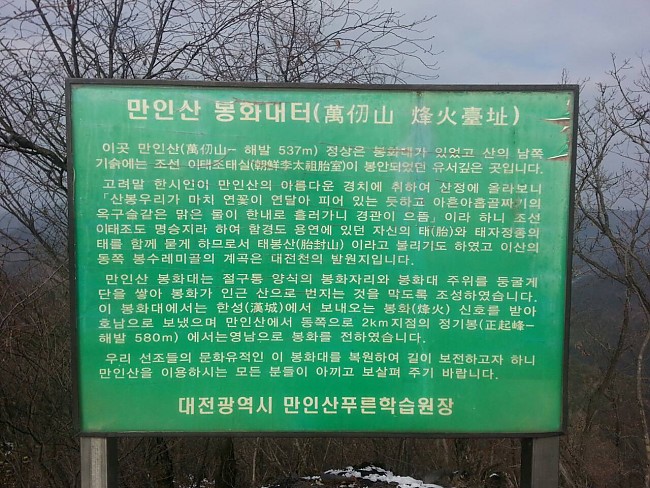 만인산 봉화대터(萬仞山 烽火臺址)
이곳 만인산(萬仞山- 해발 537m) 정상은 봉화대가 있었고 산의 남쪽
기슭에는 조선 이태조태실(朝鮮李太祖胎室)이 봉안되었던 유서깊은 곳입니다.
고려말 한시인이 만인산의 아름다운 경치에 취하여 산정에 올라보니
「산봉우리가 마치 연꽃이 연달아 피어 있는 듯하고 아흔아홉골짜기의
옥구슬같은 맑은 물이 한내로 흘러가니 경관이 으뜸」이라 하니 조선
이태조도 명승지라 하여 함경도 용연에 있던 자신의 태(胎)와 태자정종의
태를 함께 묻게 하므로서 태봉산(胎封山) 이라고 불리기도 하였고 이산의
동쪽 봉수레미골의 계곡은 대전천의 발원지입니다.
만인산 봉화대는 절구통 양식의 봉화자리와 봉화대 주위를 둥굴게
단을 쌓아 봉화가 인근 산으로 번지는 것을 막도록 조성하였습니다.
이 봉화대에서는 한성(漢城)에서 보내오는 봉화(烽火) 신호를 받아
호남으로 보냈으며 만인산에서 동쪽으로 2km지점의 정기봉(正起峰-
해발 580m) 에서는영남으로 봉화를 전하였습니다.
우리 선조들의 문화유적인 이 봉화대를 복원하여 길이 보전하고자 하니
만인산을 이용하시는 모든 분들이 아끼고 보살펴 주기 바랍니다.
대전광역시 만인산푸른학습원장